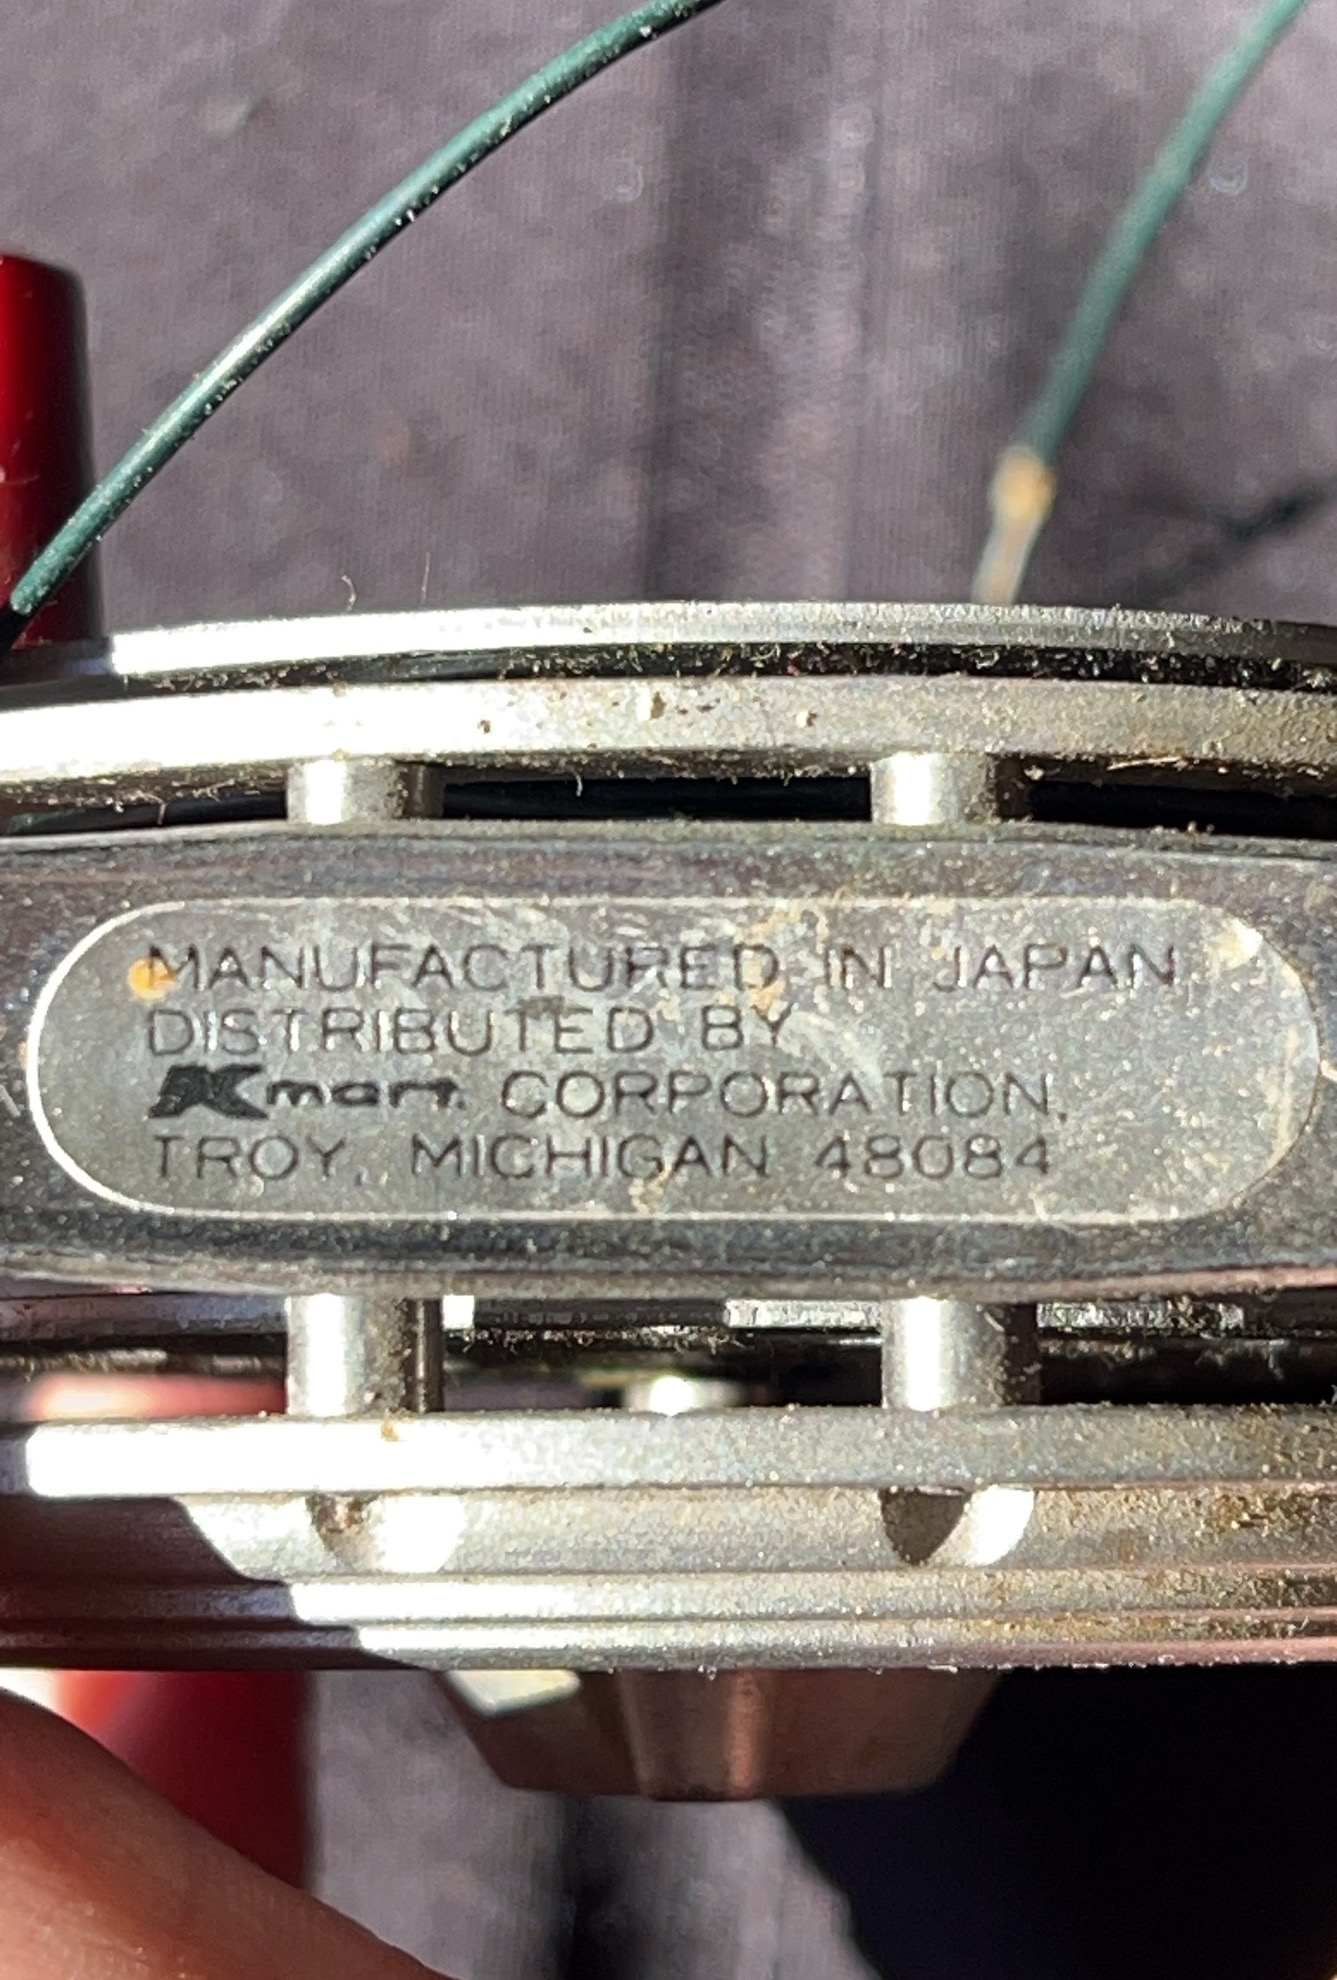 MANUFACTURED IN JAPAN
DISTRIBUTED BY
Kmart CORPORATION,
TROY, MICHIGAN 48084